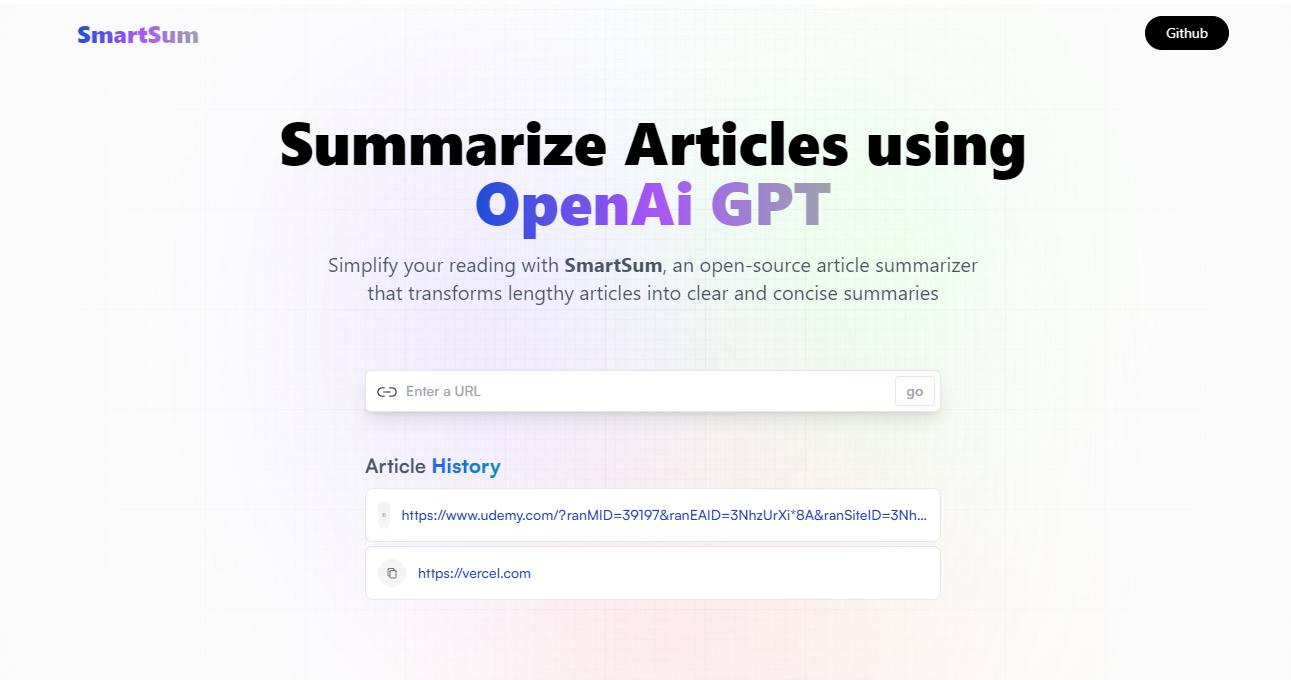 SmartSum
Github
Summarize Articles using
OpenAi GPT
Simplify your reading with SmartSum, an open-source article summarizer
that transforms lengthy articles into clear and concise summaries
Enter a URL
go
Article History
https://www.udemy.com/?ranMID=39197&ranEAID=3NhzUrXi*8A&ranSiteID=3Nh...
https://vercel.com